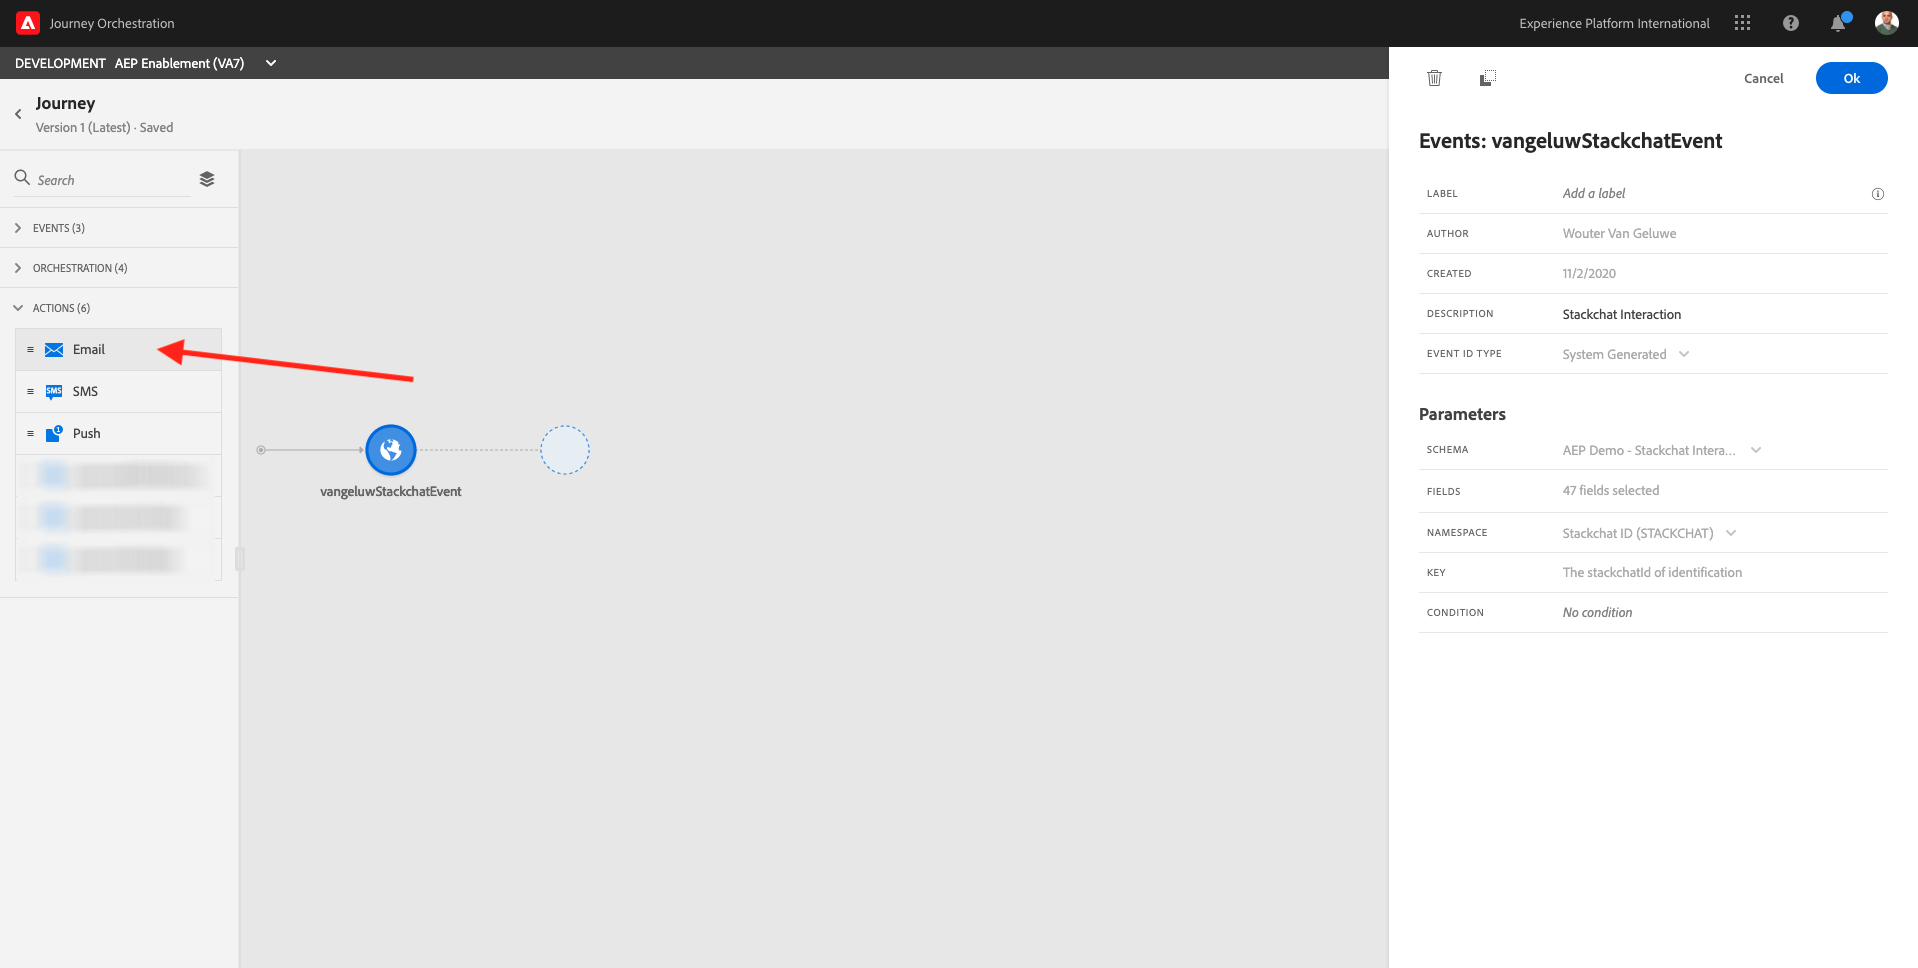 Journey Orchestration
Experience Platform International
DEVELOPMENT AEP Enablement (VA7)
Cancel
Ok
Journey
Version 1 (Latest) · Saved
Search
EVENTS (3)
ORCHESTRATION (4)
ACTIONS (6)
Email
SMS
SMS
Push
1
vangeluwStackchatEvent
Events: vangeluwStackchatEvent
LABEL Add a label
AUTHOR Wouter Van Geluwe
CREATED 11/2/2020
DESCRIPTION Stackchat Interaction
EVENT ID TYPE System Generated
Parameters
SCHEMA AEP Demo - Stackchat Intera...
FIELDS 47 fields selected
NAMESPACE Stackchat ID (STACKCHAT)
KEY The stackchatId of identification
CONDITION No condition